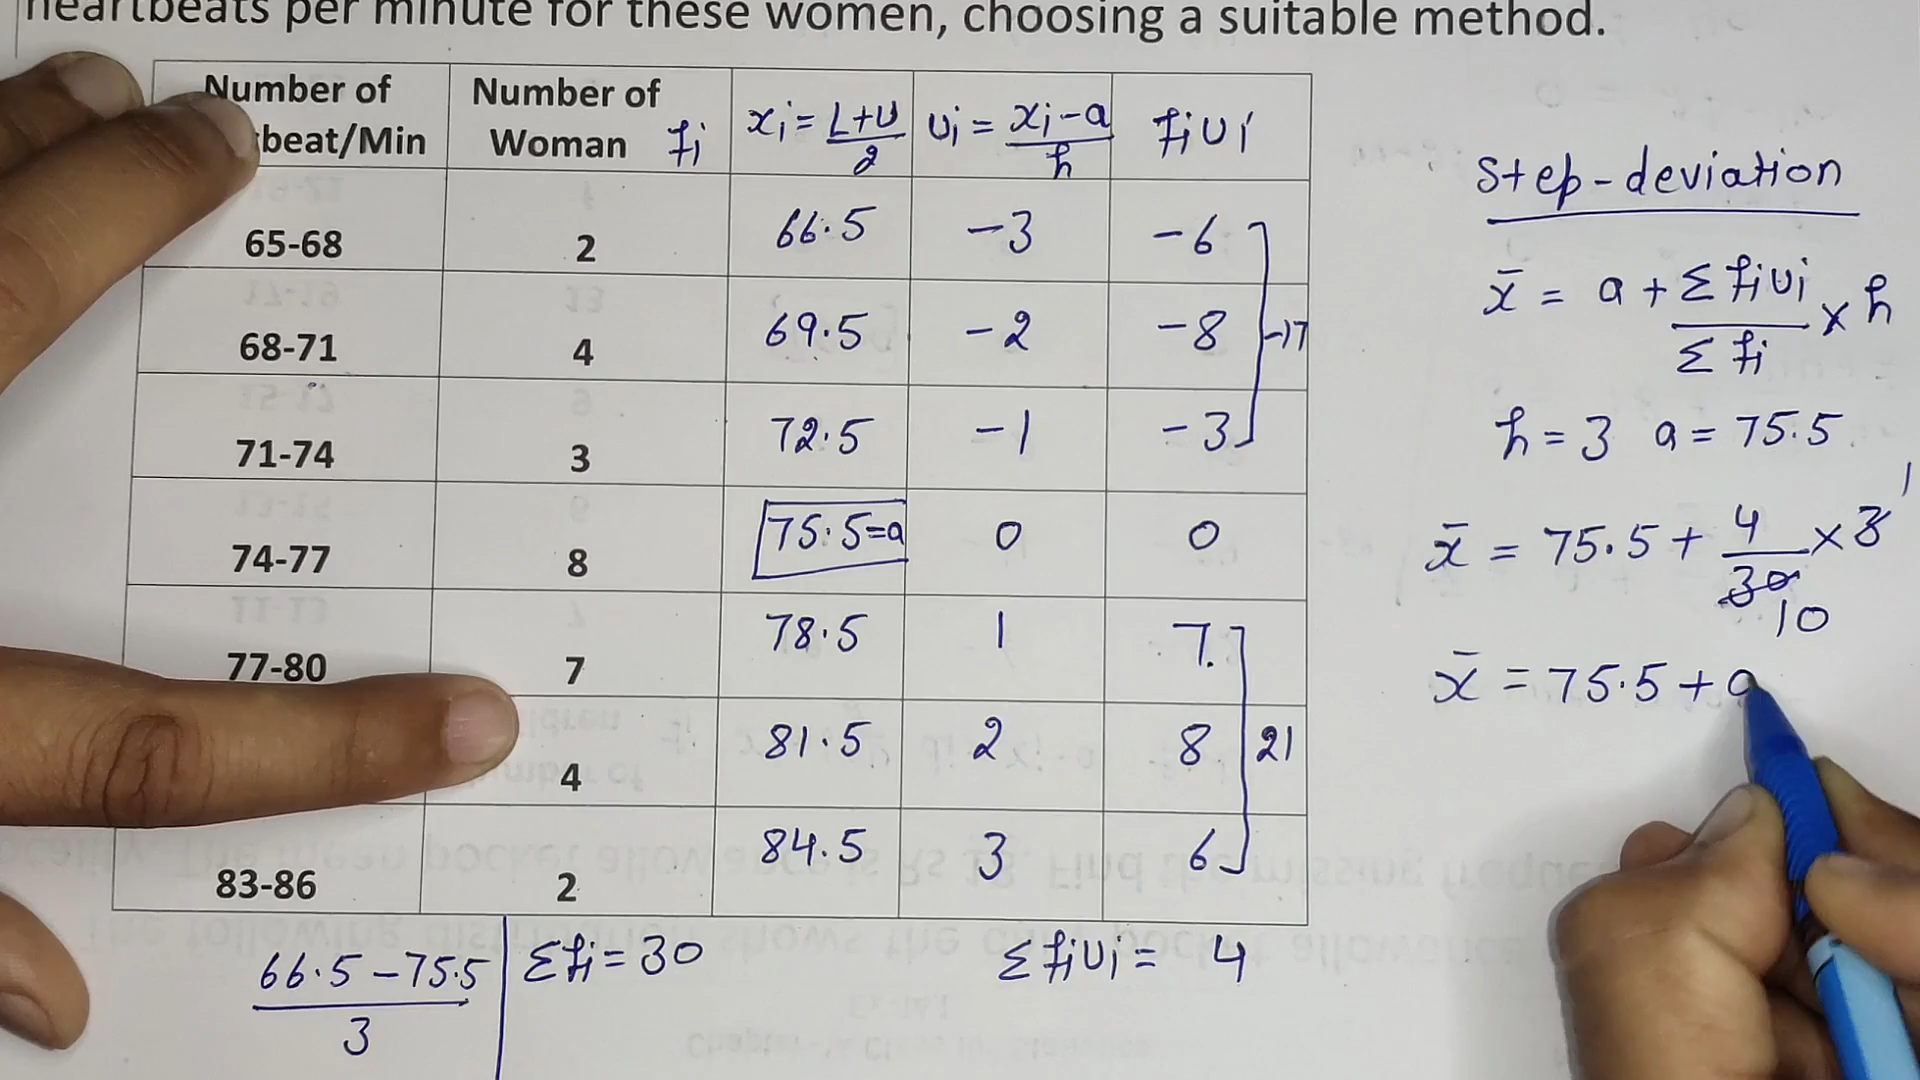 heartbeats per minute for these women, choosing a suitable method.
Number of beat/Min | Number of Woman fi | xi = L+U/2 | ui = xi-a/h | fiui
65-68 | 2 | 66.5 | -3 | -6
68-71 | 4 | 69.5 | -2 | -8
-17
71-74 | 3 | 72.5 | -1 | -3
74-77 | 8 | 75.5=a | 0 | 0
77-80 | 7 | 78.5 | 1 | 7.
4 | 81.5 | 2 | 8 | 21
83-86 | 2 | 84.5 | 3 | 6
66.5-75.5/3
Σfi = 30
Σfiui = 4
Step-deviation
x̄ = a + Σfiui/Σfi × h
h = 3 a = 75.5
x̄ = 75.5 + 4/30 × 3
1
10
x̄ = 75.5 +